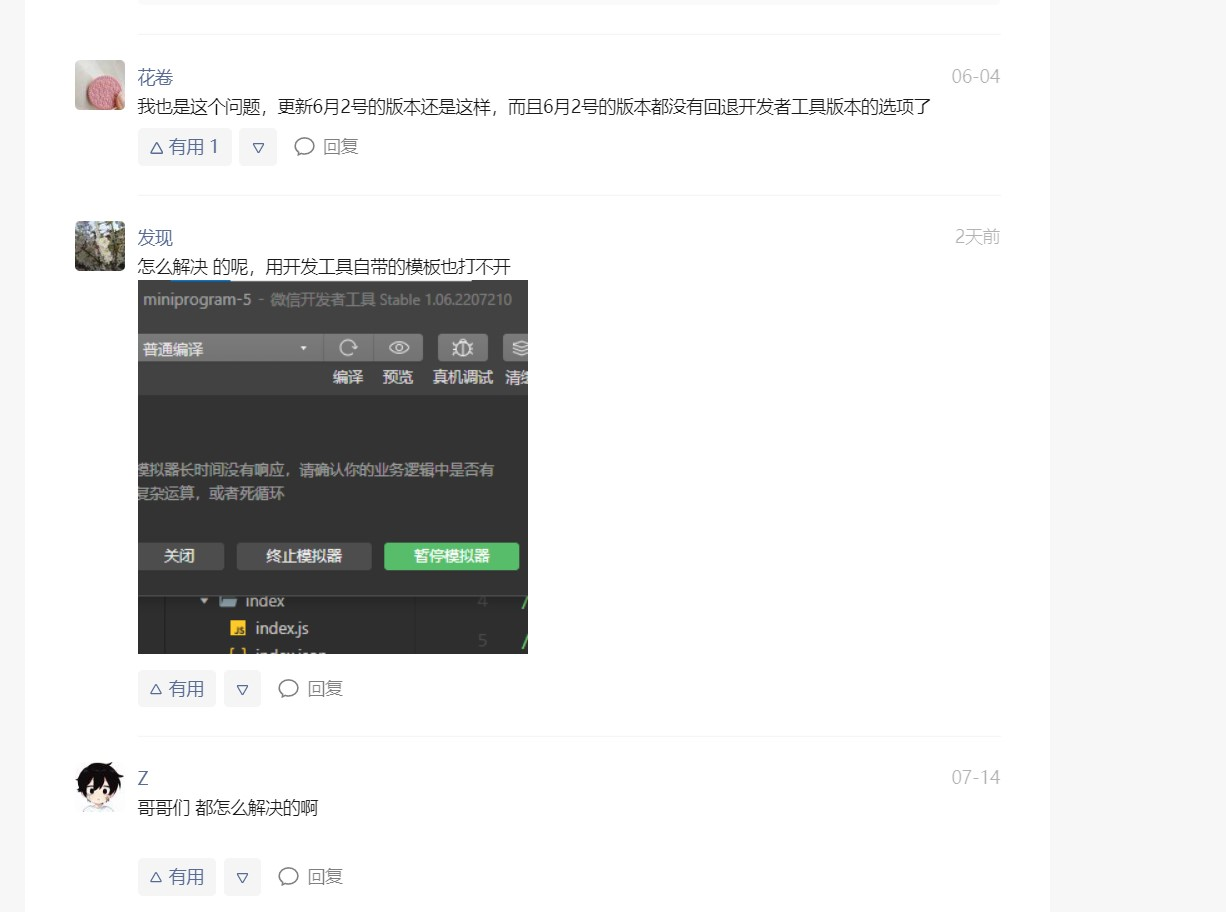 花卷
06-04
我也是这个问题，更新6月2号的版本还是这样，而且6月2号的版本都没有回退开发者工具版本的选项了
有用 1
回复
发现
2天前
怎么解决 的呢，用开发工具自带的模板也打不开
miniprogram-5 - 微信开发者工具 Stable 1.06.2207210
普通编译
编译 预览 真机调试 清
模拟器长时间没有响应，请确认你的业务逻辑中是否有
复杂运算，或者死循环
关闭 终止模拟器 暂停模拟器
index 4 /
JS index.js
5 /
{ } index.json
有用
回复
Z
07-14
哥哥们 都怎么解决的啊
有用
回复